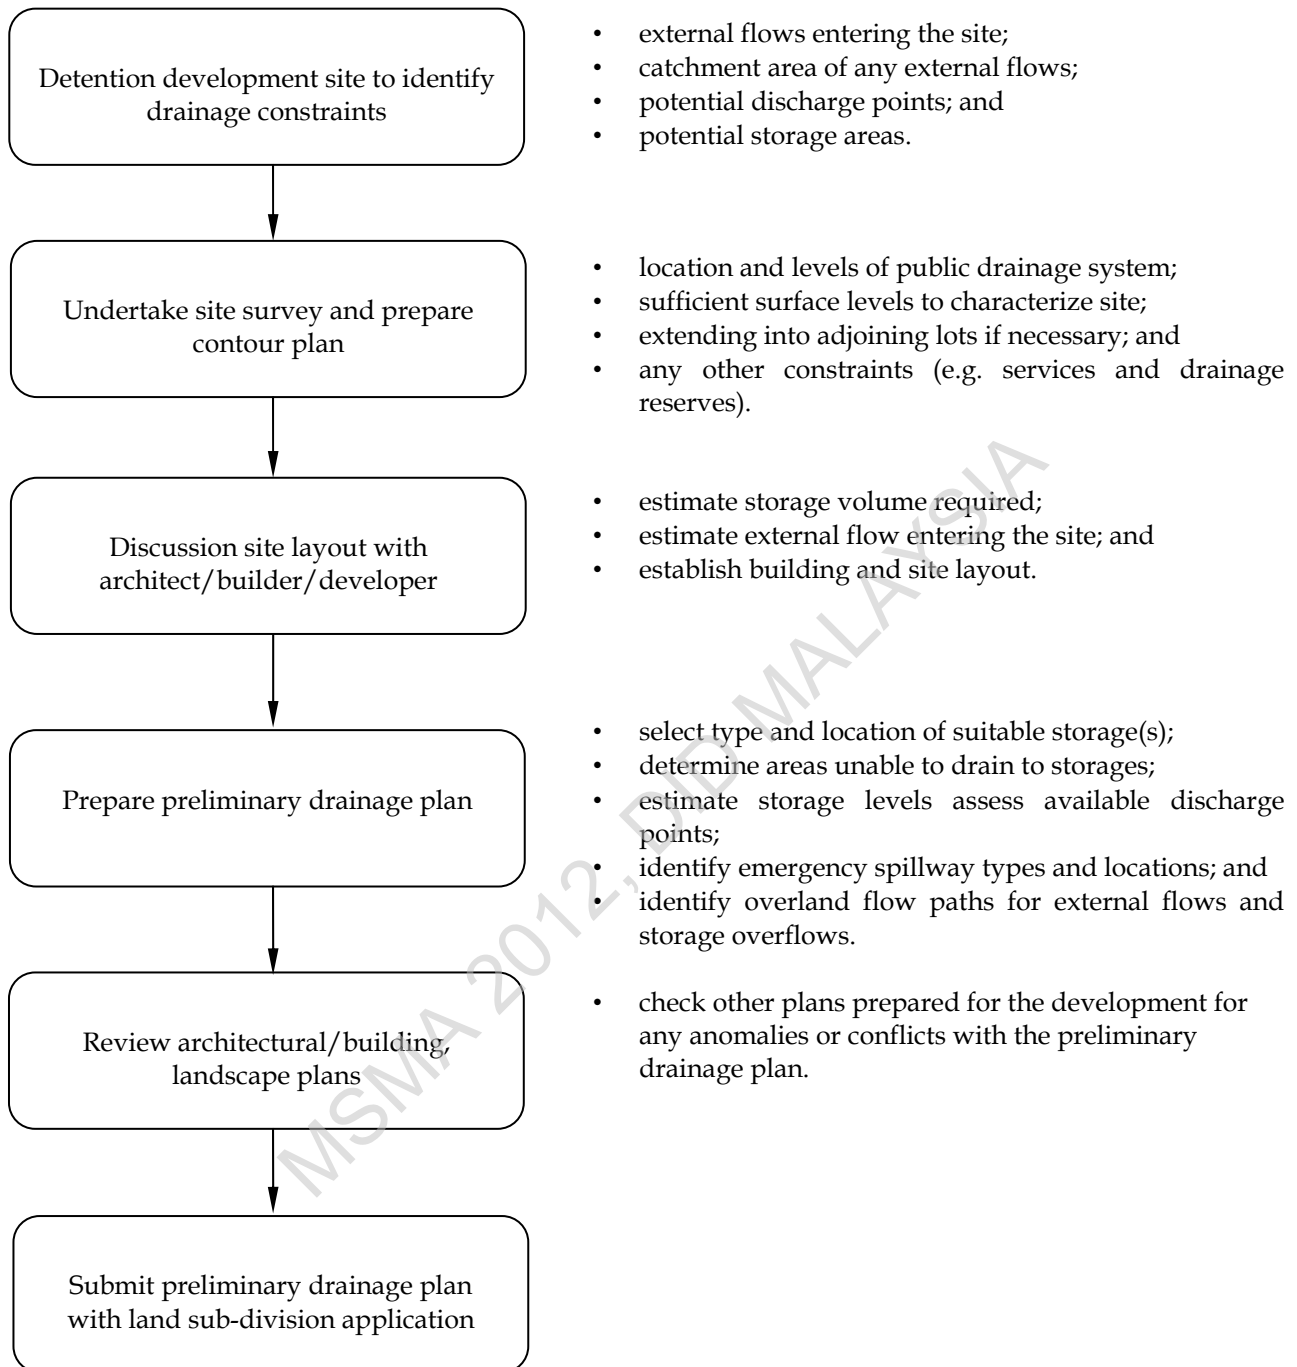 Detention development site to identify
drainage constraints
• external flows entering the site;
• catchment area of any external flows;
• potential discharge points; and
• potential storage areas.
Undertake site survey and prepare
contour plan
• location and levels of public drainage system;
• sufficient surface levels to characterize site;
• extending into adjoining lots if necessary; and
• any other constraints (e.g. services and drainage
reserves).
Discussion site layout with
architect/builder/developer
• estimate storage volume required;
• estimate external flow entering the site; and
• establish building and site layout.
Prepare preliminary drainage plan
• select type and location of suitable storage(s);
• determine areas unable to drain to storages;
• estimate storage levels assess available discharge
points;
• identify emergency spillway types and locations; and
• identify overland flow paths for external flows and
storage overflows.
Review architectural/building,
landscape plans
• check other plans prepared for the development for
any anomalies or conflicts with the preliminary
drainage plan.
Submit preliminary drainage plan
with land sub-division application
MSMA 2012, DID MALAYSIA